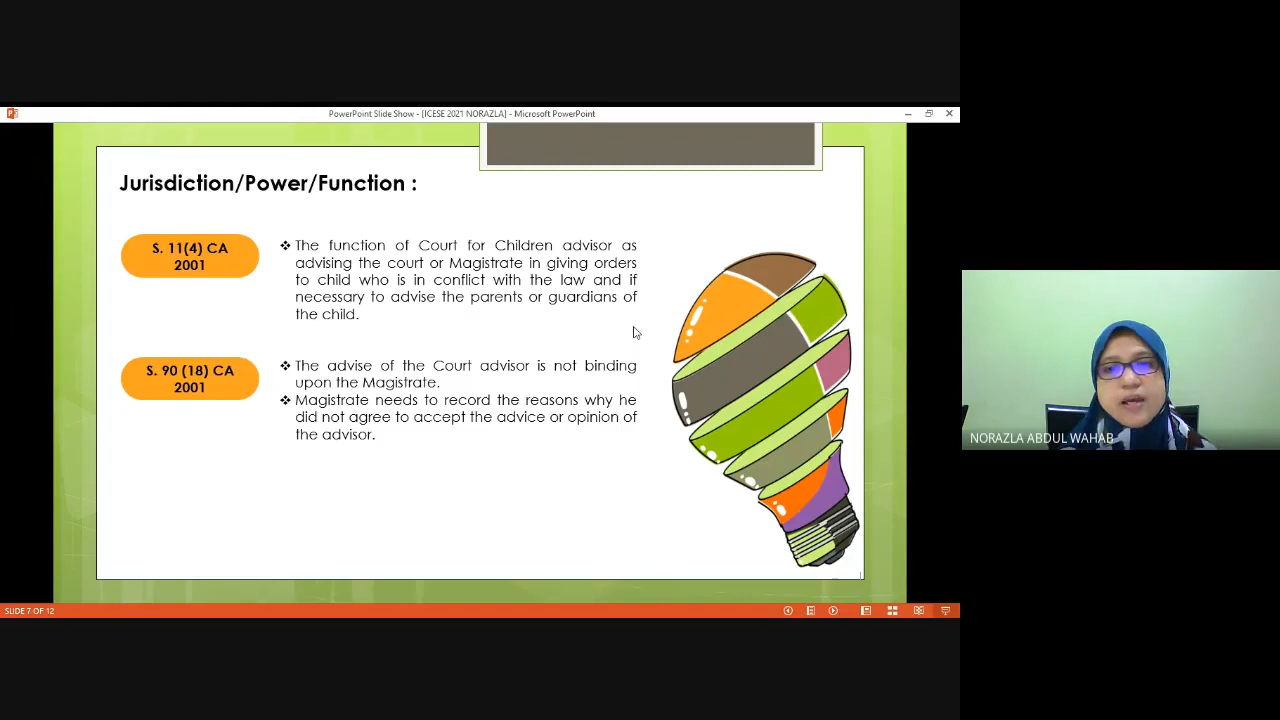 PowerPoint Slide Show - [ICESE 2021 NORAZLA] - Microsoft PowerPoint
Jurisdiction/Power/Function :
S. 11(4) CA
2001
❖ The function of Court for Children advisor as
advising the court or Magistrate in giving orders
to child who is in conflict with the law and if
necessary to advise the parents or guardians of
the child.
S. 90 (18) CA
2001
❖ The advise of the Court advisor is not binding
upon the Magistrate.
❖ Magistrate needs to record the reasons why he
did not agree to accept the advice or opinion of
the advisor.
NORAZLA ABDUL WAHAB
SLIDE 7 OF 12